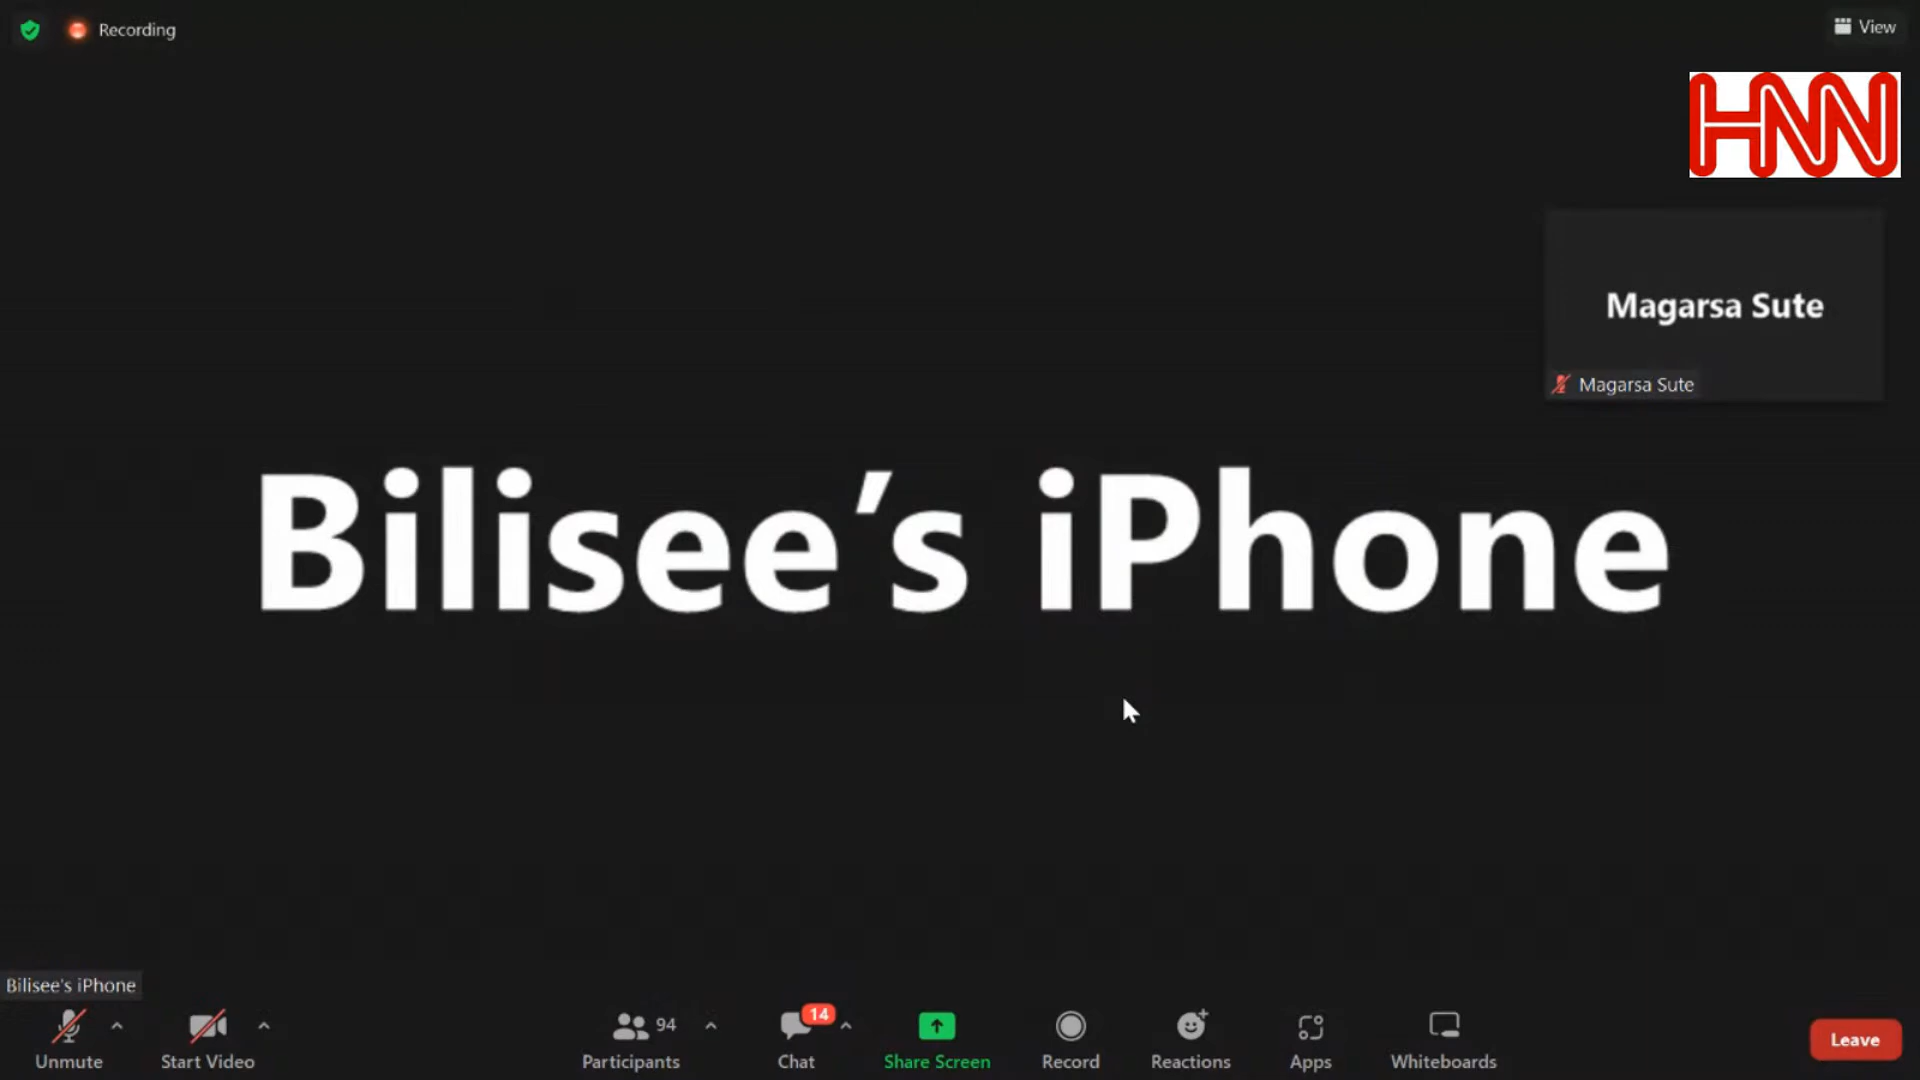 Recording
View
HNN
Magarsa Sute
Magarsa Sute
Bilisee’s iPhone
Bilisee's iPhone
Unmute
Start Video
94
Participants
14
Chat
Share Screen
Record
Reactions
Apps
Whiteboards
Leave